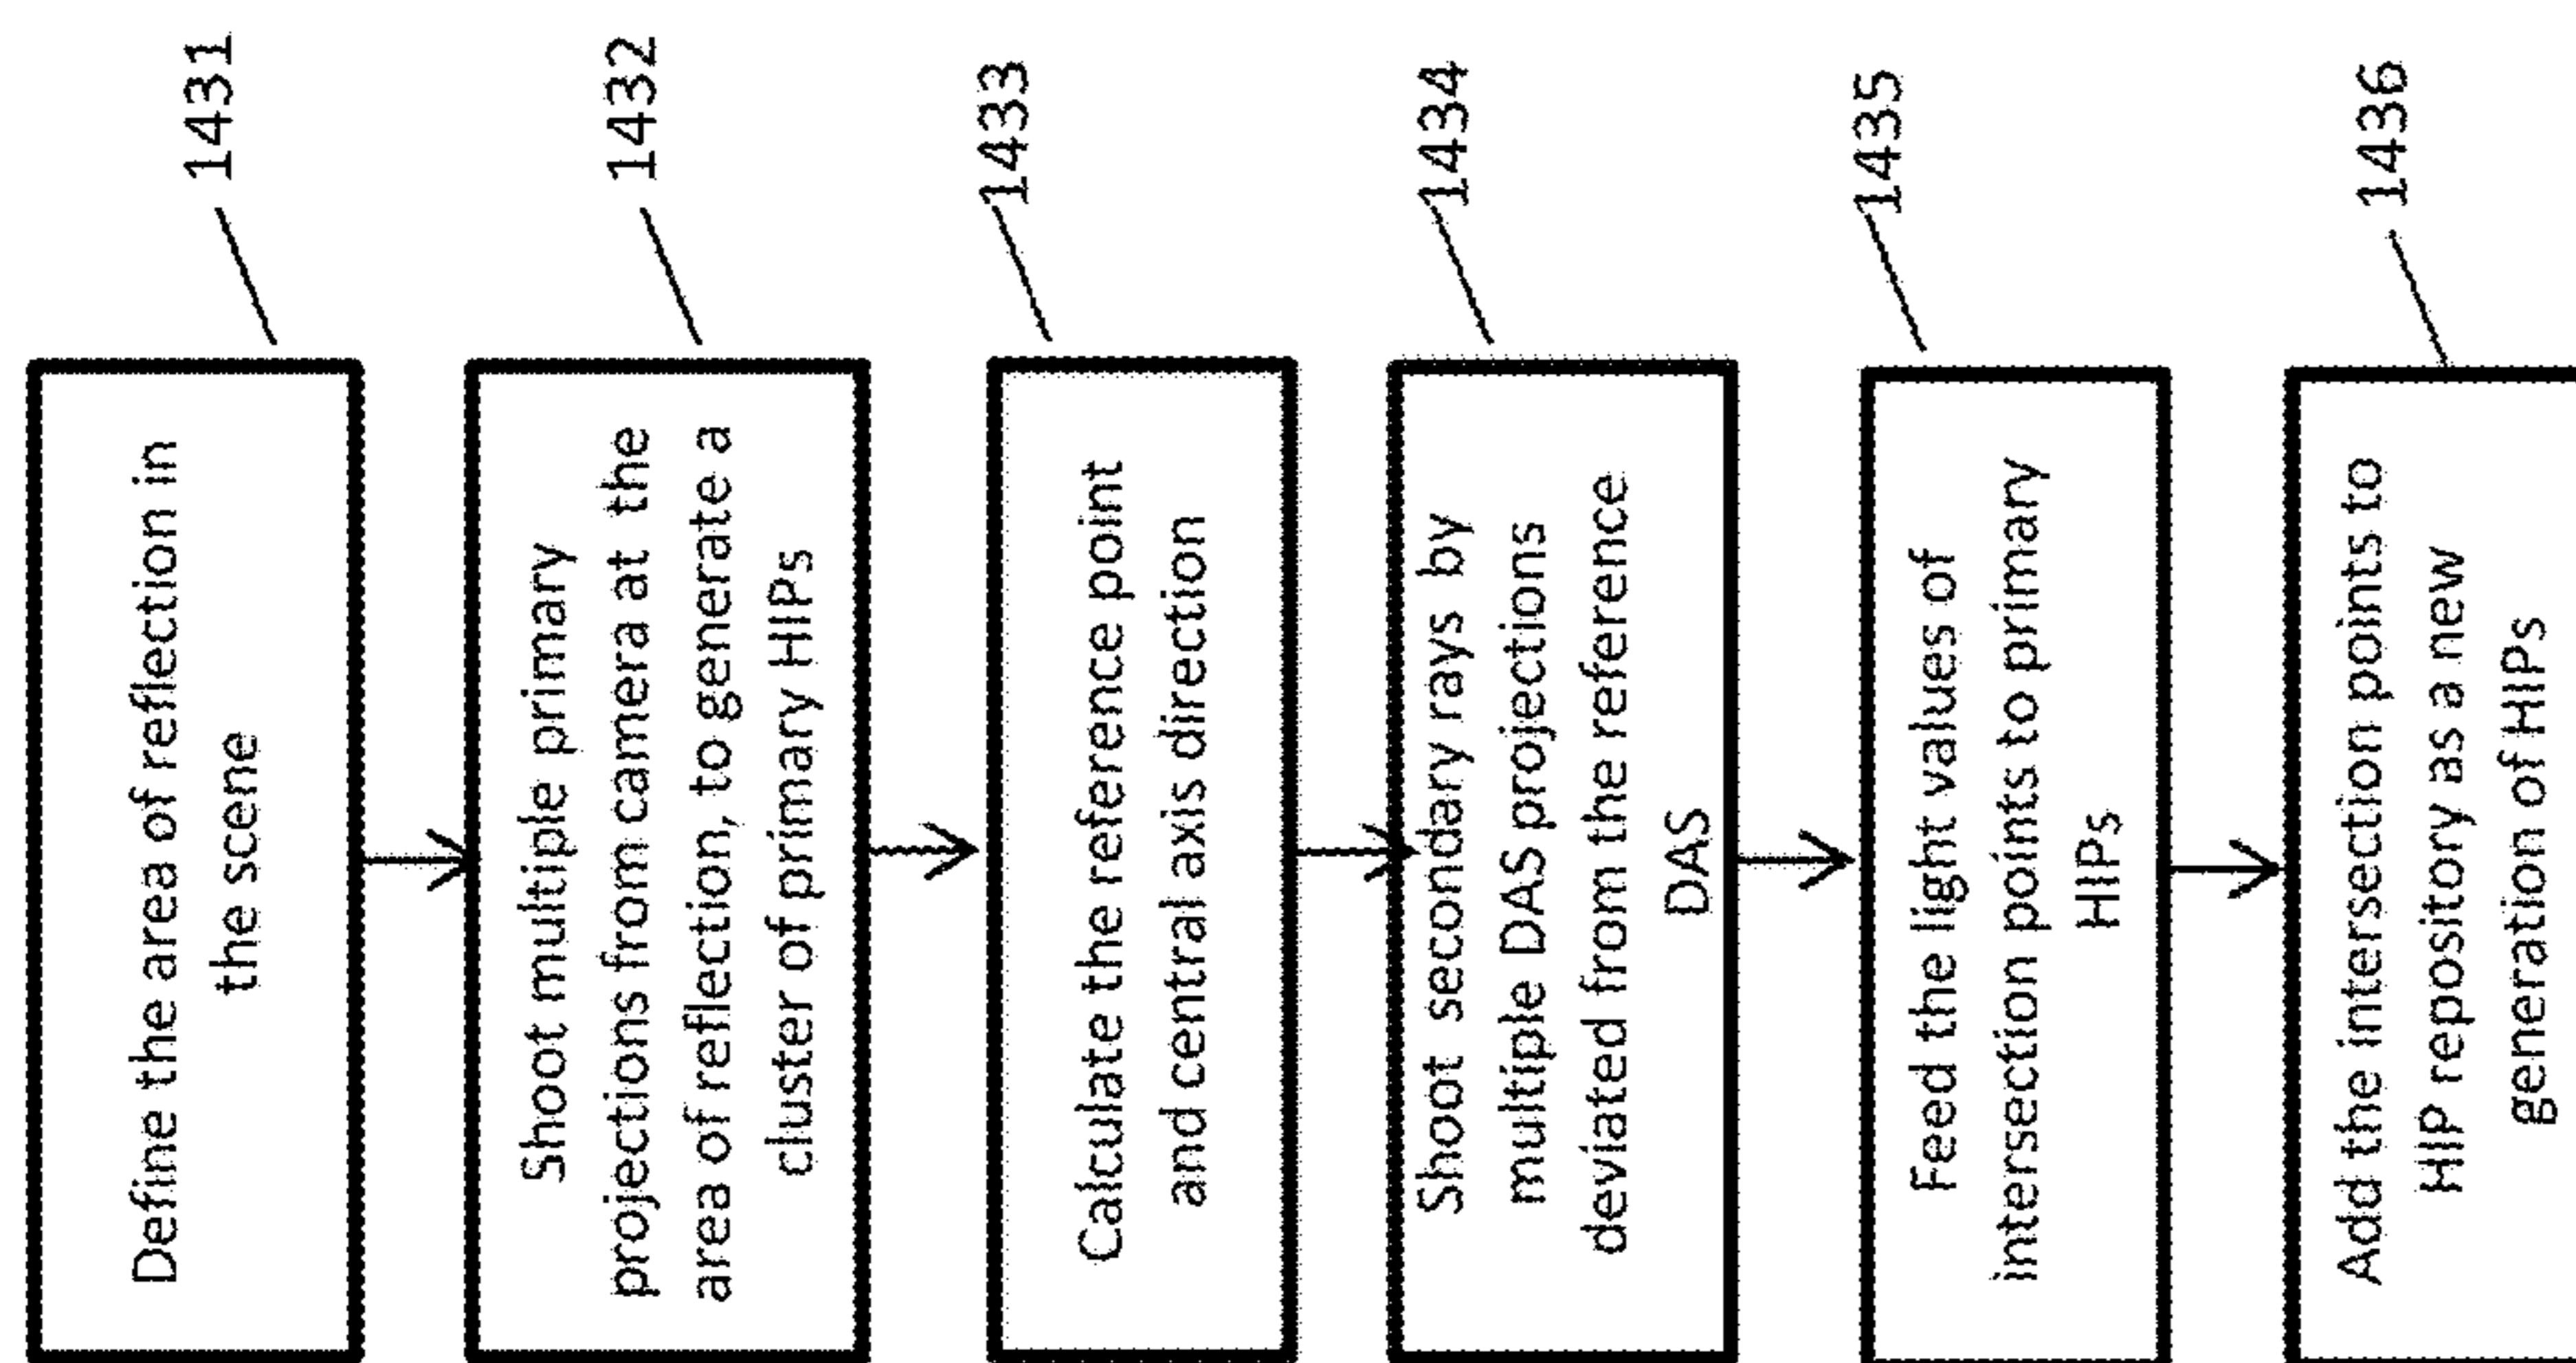 Define the area of reflection in
the scene
1431
Shoot multiple primary
projections from camera at the
area of reflection, to generate a
cluster of primary HIPs
1432
Calculate the reference point
and central axis direction
1433
Shoot secondary rays by
multiple DAS projections
deviated from the reference
DAS
1434
Feed the light values of
intersection points to primary
HIPs
1435
Add the intersection points to
HIP repository as a new
generation of HIPs
1436